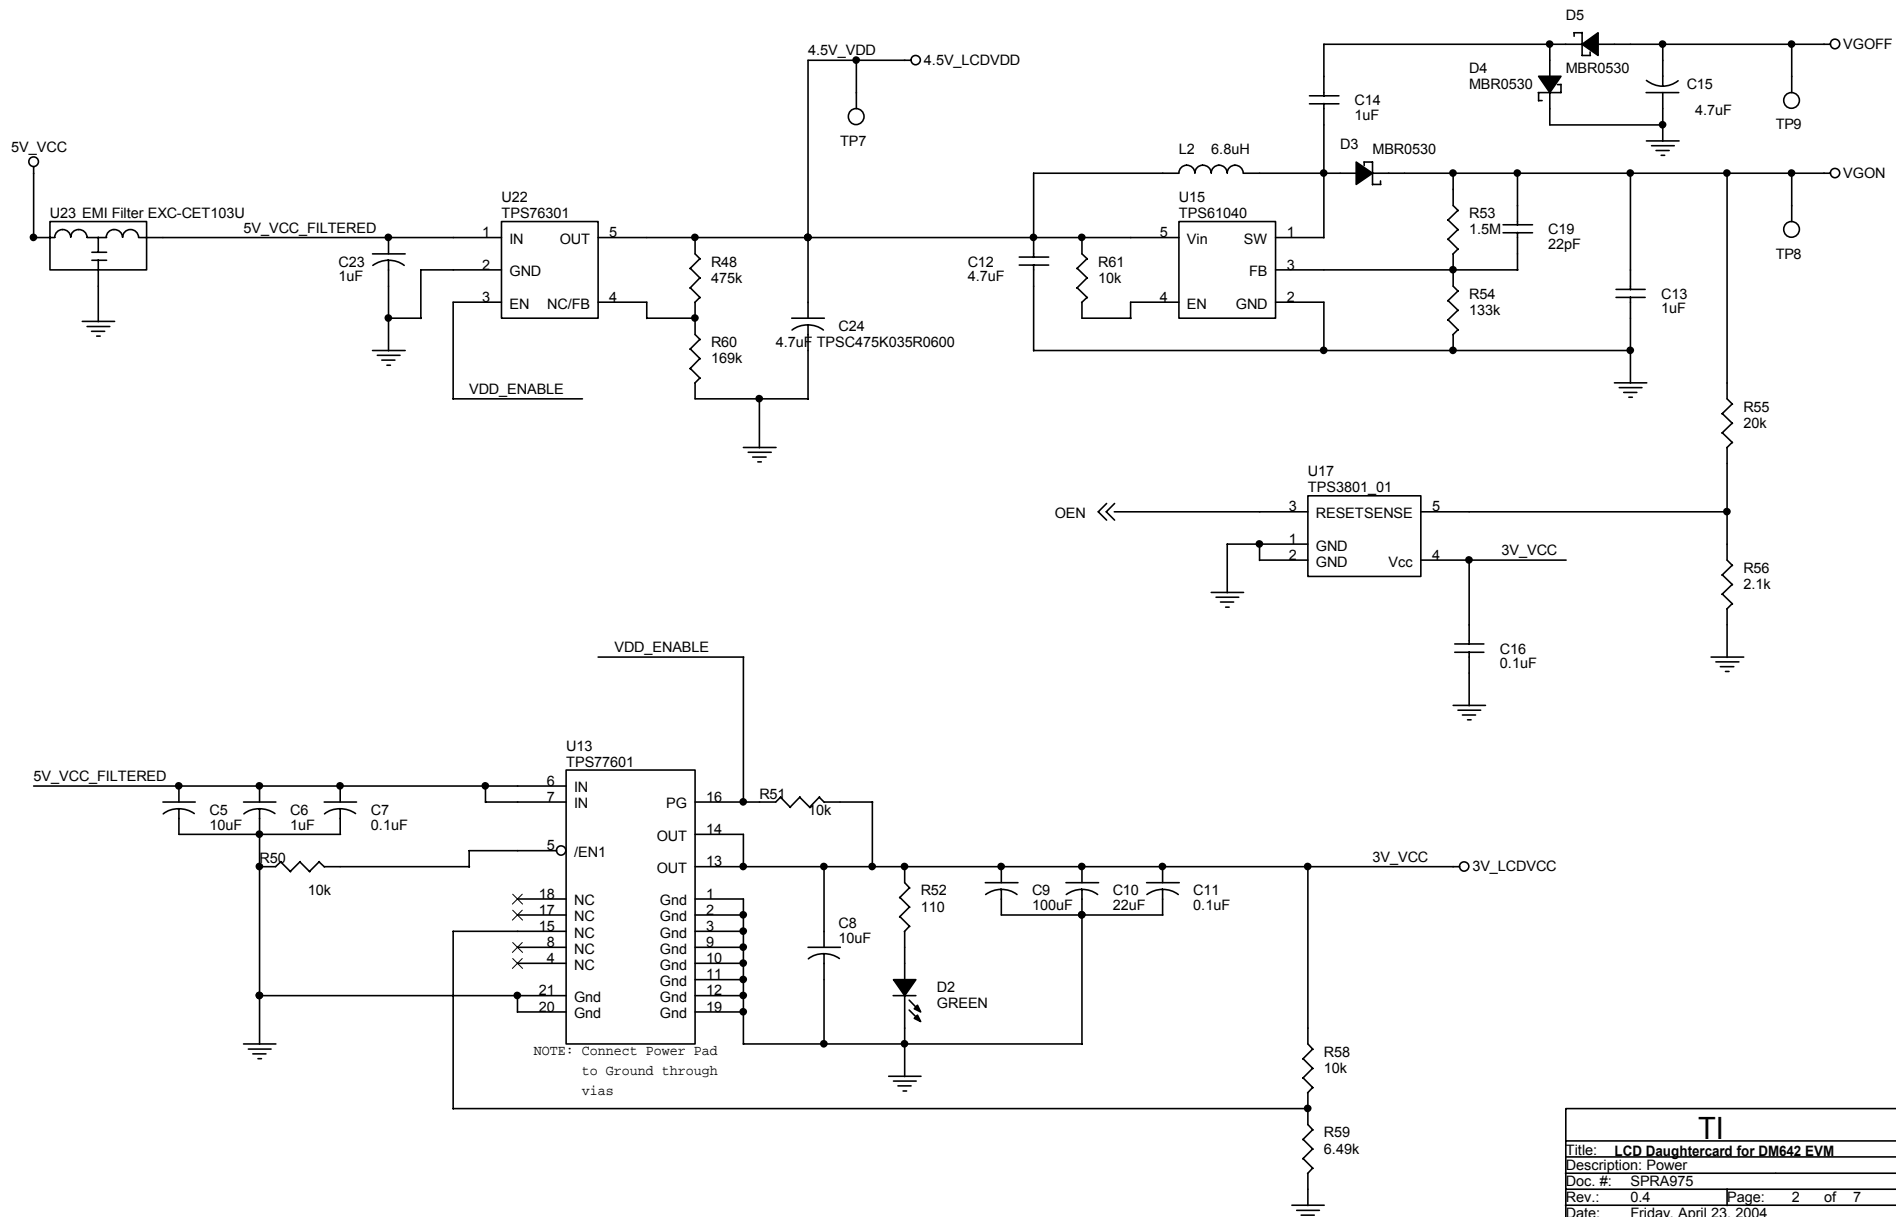 D5
VGOFF
4.5V_VDD
4.5V_LCDVDD
D4
MBR0530
MBR0530
C14
1uF
C15
4.7uF
TP7
TP9
5V_VCC
L2 6.8uH
D3
MBR0530
VGON
U22
TPS76301
U15
TPS61040
U23 EMI Filter EXC-CET103U
5V_VCC_FILTERED
1
IN
OUT
5
5
Vin
SW
1
R53
1.5M
C19
22pF
TP8
C23
1uF
2
GND
R48
475k
C12
4.7uF
R61
10k
FB
3
3
EN
NC/FB
4
4
EN
GND
2
R54
133k
C13
1uF
C24
4.7uF TPSC475K035R0600
R60
169k
VDD_ENABLE
R55
20k
U17
TPS3801_01
OEN
3
RESETSENSE
5
1
GND
2
GND
Vcc
4
3V_VCC
R56
2.1k
VDD_ENABLE
C16
0.1uF
U13
TPS77601
5V_VCC_FILTERED
6
IN
7
IN
PG
16
R51
10k
C5
10uF
C6
1uF
C7
0.1uF
OUT
14
5
/EN1
OUT
13
3V_VCC
3V_LCDVCC
R50
10k
18
NC
17
NC
15
NC
8
NC
4
NC
21
Gnd
20
Gnd
Gnd
1
Gnd
2
Gnd
3
Gnd
9
Gnd
10
Gnd
11
Gnd
12
Gnd
19
R52
110
C9
100uF
C10
22uF
C11
0.1uF
C8
10uF
D2
GREEN
NOTE: Connect Power Pad
to Ground through
vias
R58
10k
R59
6.49k
TI
Title: LCD Daughtercard for DM642 EVM
Description: Power
Doc. #: SPRA975
Rev.: 0.4 Page: 2 of 7
Date: Friday, April 23, 2004